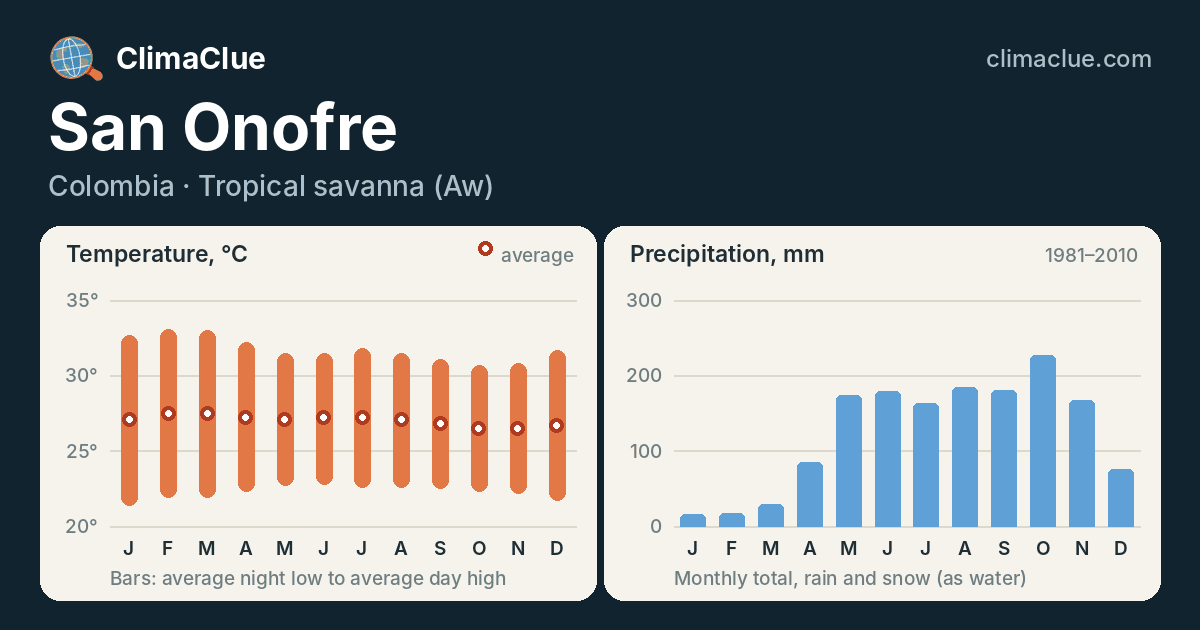 ClimaClue
climaclue.com
San Onofre
Colombia · Tropical savanna (Aw)
Temperature, °C
average
35°
30°
25°
20°
J F M A M J J A S O N D
Bars: average night low to average day high
Precipitation, mm
1981–2010
300
200
100
0
J F M A M J J A S O N D
Monthly total, rain and snow (as water)